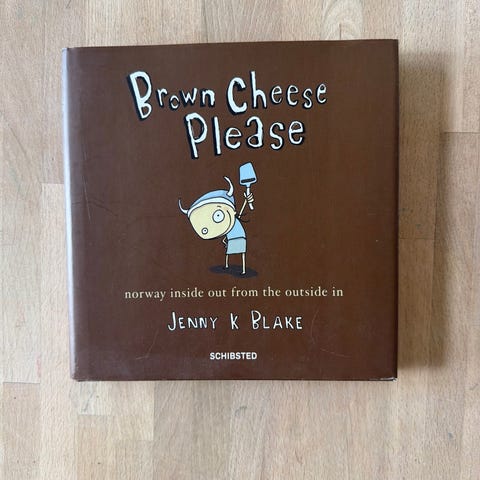 Brown Cheese
Please
norway inside out from the outside in
JENNY K BLAKE
SCHIBSTED